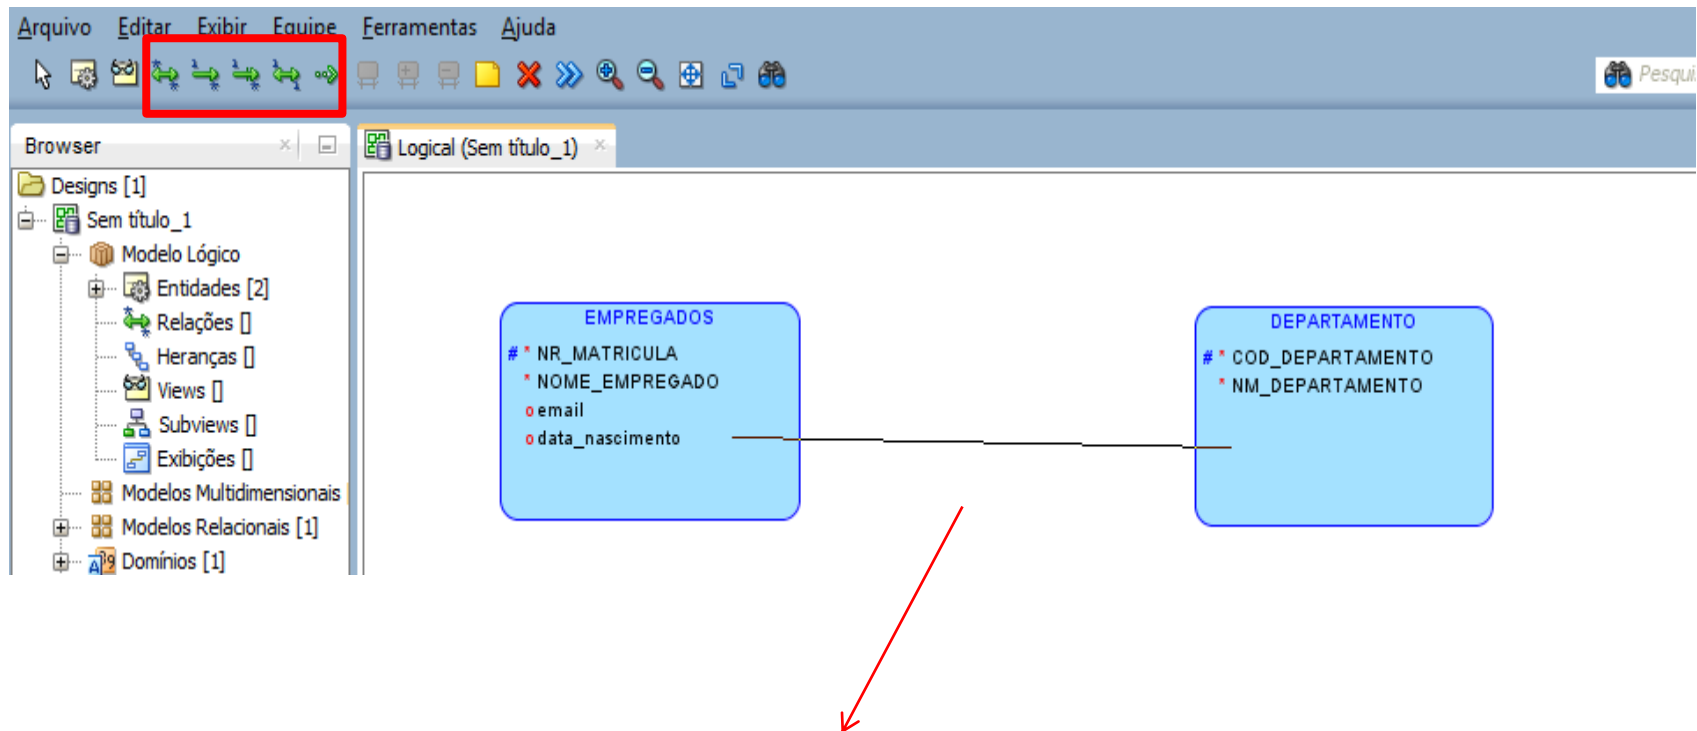 Arquivo Editar Exibir Equipe Ferramentas Ajuda
Pesqui
Browser
Logical (Sem título_1)
Designs [1]
Sem título_1
Modelo Lógico
Entidades [2]
Relações []
Heranças []
Views []
Subviews []
Exibições []
Modelos Multidimensionais
Modelos Relacionais [1]
Domínios [1]
EMPREGADOS
# * NR_MATRICULA
* NOME_EMPREGADO
o email
o data_nascimento
DEPARTAMENTO
# * COD_DEPARTAMENTO
* NM_DEPARTAMENTO